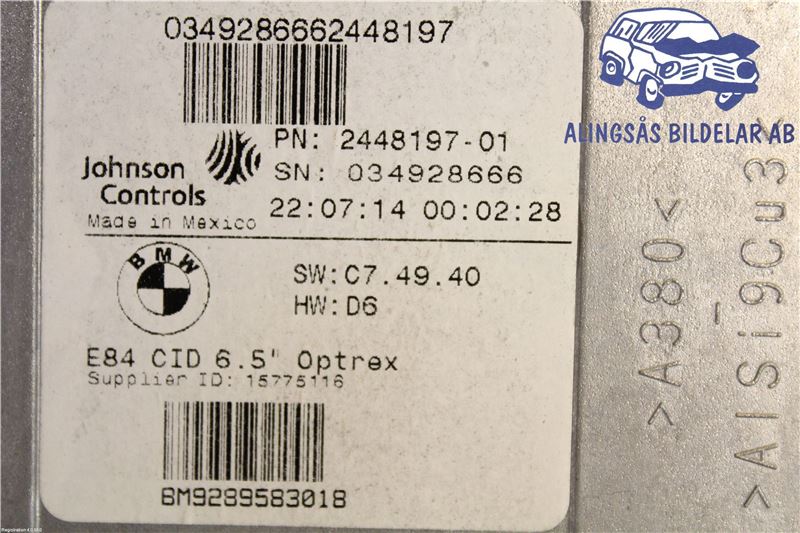 0349286662448197
ALINGSÅS BILDELAR AB
Johnson
Controls
Made in Mexico
PN: 2448197-01
SN: 034928666
22:07:14 00:02:28
BMW
SW:C7.49.40
HW:D6
E84 CID 6.5" Optrex
Supplier ID: 15775116
BM9289583018
>A380<
>AlSi9Cu3<